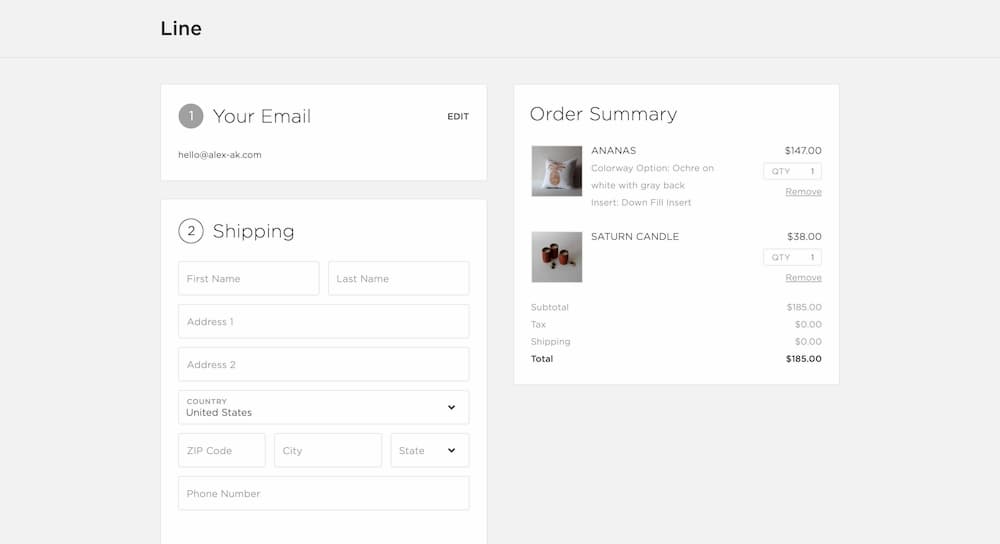 Line
1 Your Email EDIT
hello@alex-ak.com
2 Shipping
First Name Last Name
Address 1
Address 2
COUNTRY
United States
ZIP Code City State
Phone Number
Order Summary
ANANAS $147.00
Colorway Option: Ochre on
white with gray back
Insert: Down Fill Insert
QTY 1
Remove
SATURN CANDLE $38.00
QTY 1
Remove
Subtotal $185.00
Tax $0.00
Shipping $0.00
Total $185.00